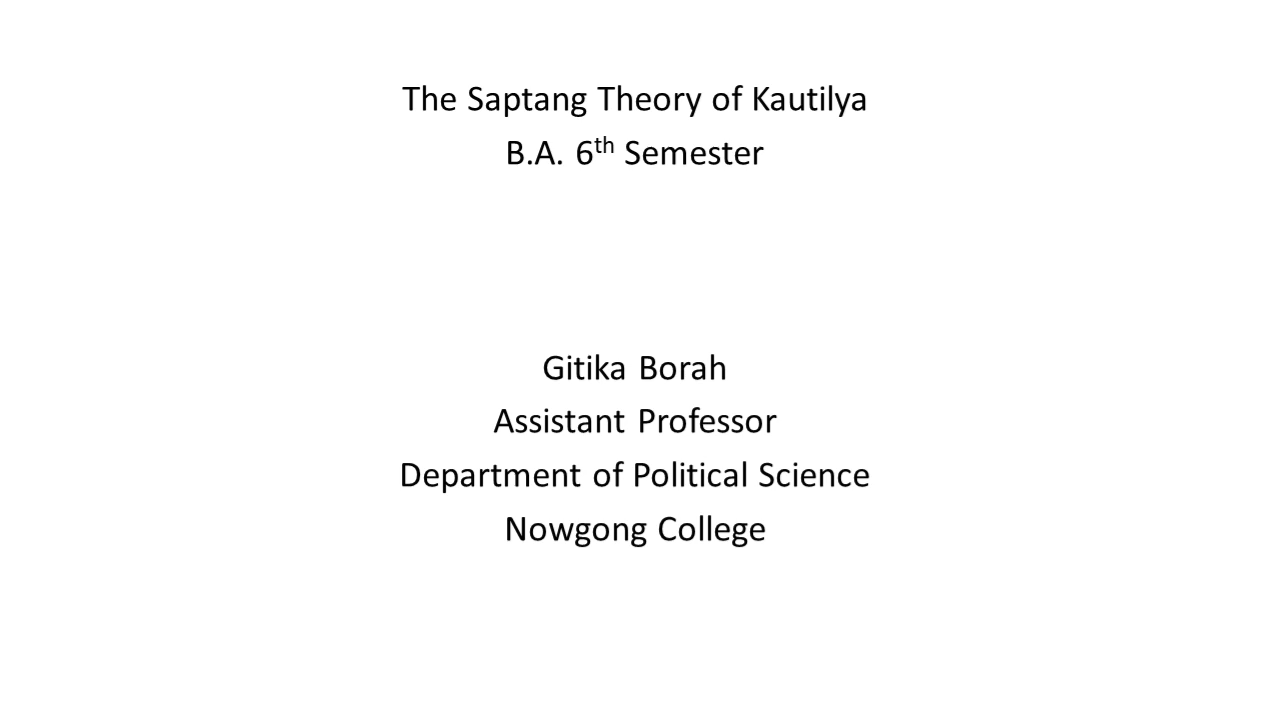 The Saptang Theory of Kautilya
B.A. 6th Semester
Gitika Borah
Assistant Professor
Department of Political Science
Nowgong College